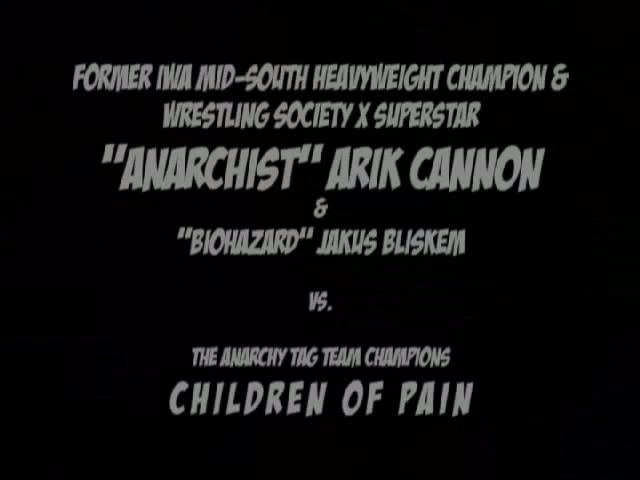 FORMER IWA MID-SOUTH HEAVYWEIGHT CHAMPION &
WRESTLING SOCIETY X SUPERSTAR
"ANARCHIST" ARIK CANNON
&
"BIOHAZARD" JAKUS BLISKEM
VS.
THE ANARCHY TAG TEAM CHAMPIONS
CHILDREN OF PAIN